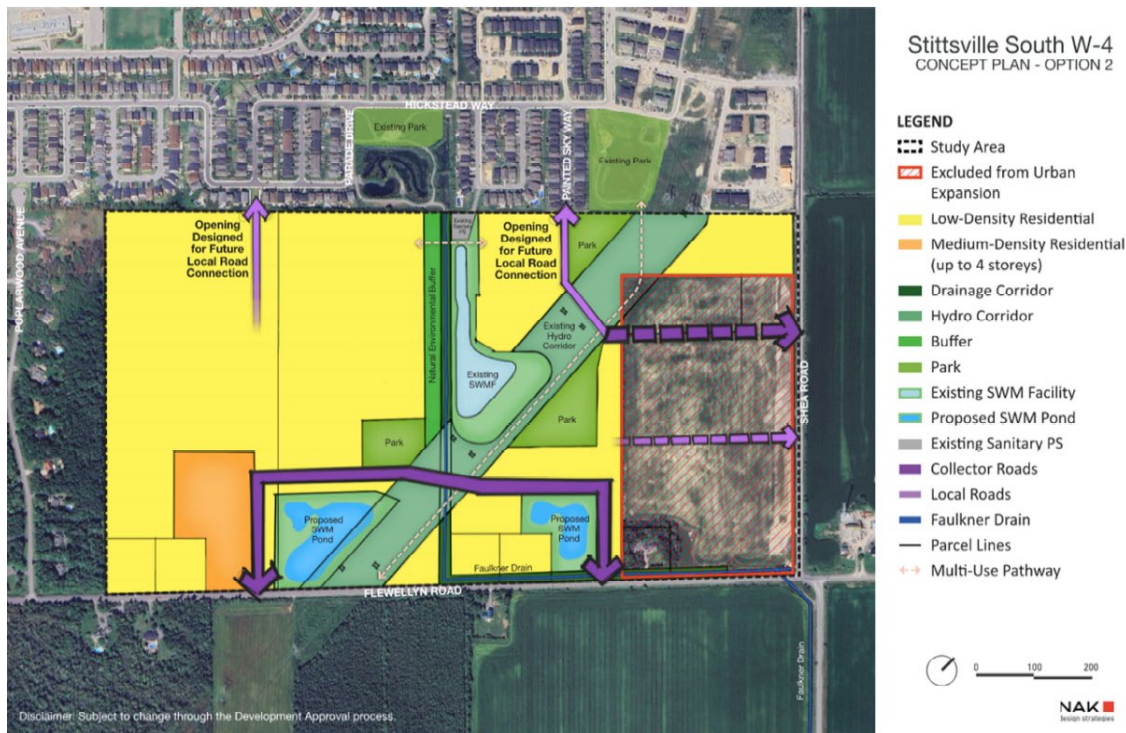 Stittsville South W-4
CONCEPT PLAN - OPTION 2
LEGEND
Study Area
Excluded from Urban
Expansion
Low-Density Residential
Medium-Density Residential
(up to 4 storeys)
Drainage Corridor
Hydro Corridor
Buffer
Park
Existing SWM Facility
Proposed SWM Pond
Existing Sanitary PS
Collector Roads
Local Roads
Faulkner Drain
Parcel Lines
Multi-Use Pathway
0 100 200
NAK
design strategies
HICKSTEAD WAY
Existing Park
PARADE DRIVE
PAINTED SKY WAY
Existing Park
POPLARWOOD AVENUE
Opening
Designed
for Future
Local Road
Connection
Existing
Sanitary
PS
Opening
Designed
for Future
Local Road
Connection
Park
Natural Environmental Buffer
Existing
Hydro
Corridor
Existing
SWMF
SHEA ROAD
Park
Park
Proposed
SWM
Pond
Proposed
SWM
Pond
Faulkner Drain
FLEWELLYN ROAD
Faulkner Drain
Disclaimer: Subject to change through the Development Approval process.